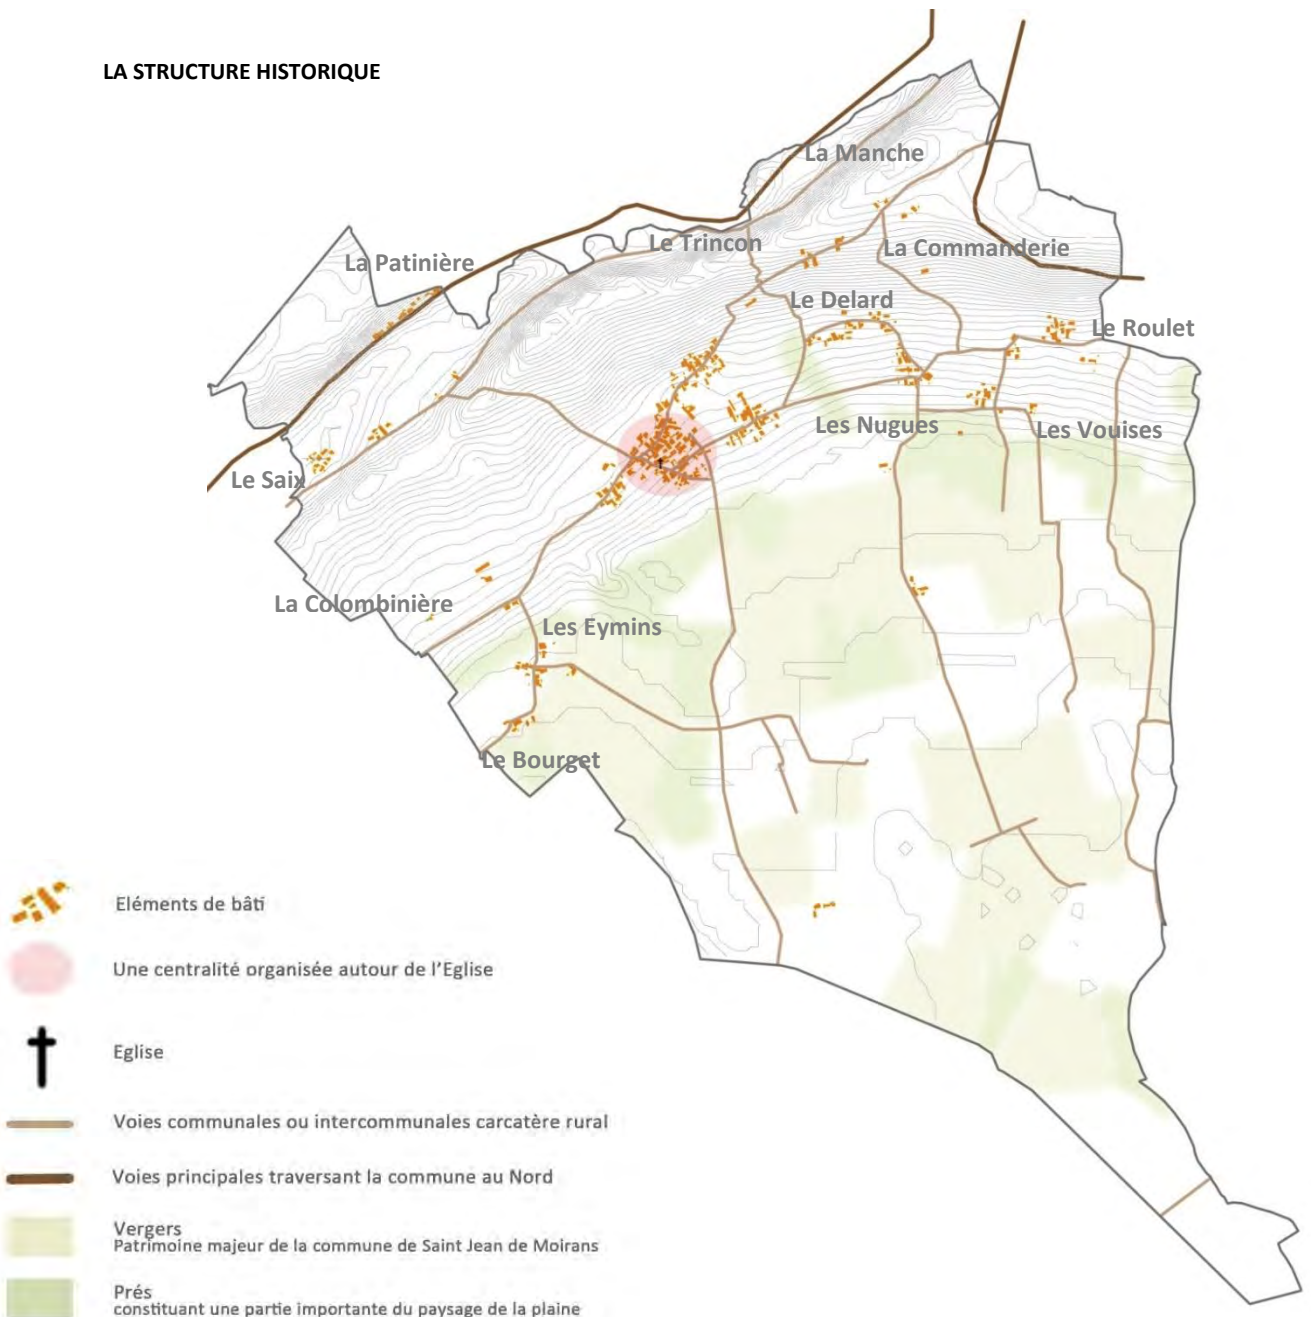 LA STRUCTURE HISTORIQUE
La Manche
Le Trincon
La Commanderie
La Patinière
Le Delard
Le Roulet
Les Nugues
Les Vouises
Le Saix
La Colombinière
Les Eymins
Le Bourget
Eléments de bâti
Une centralité organisée autour de l'Eglise
Eglise
Voies communales ou intercommunales carcatère rural
Voies principales traversant la commune au Nord
Vergers
Patrimoine majeur de la commune de Saint Jean de Moirans
Prés
constituant une partie importante du paysage de la plaine